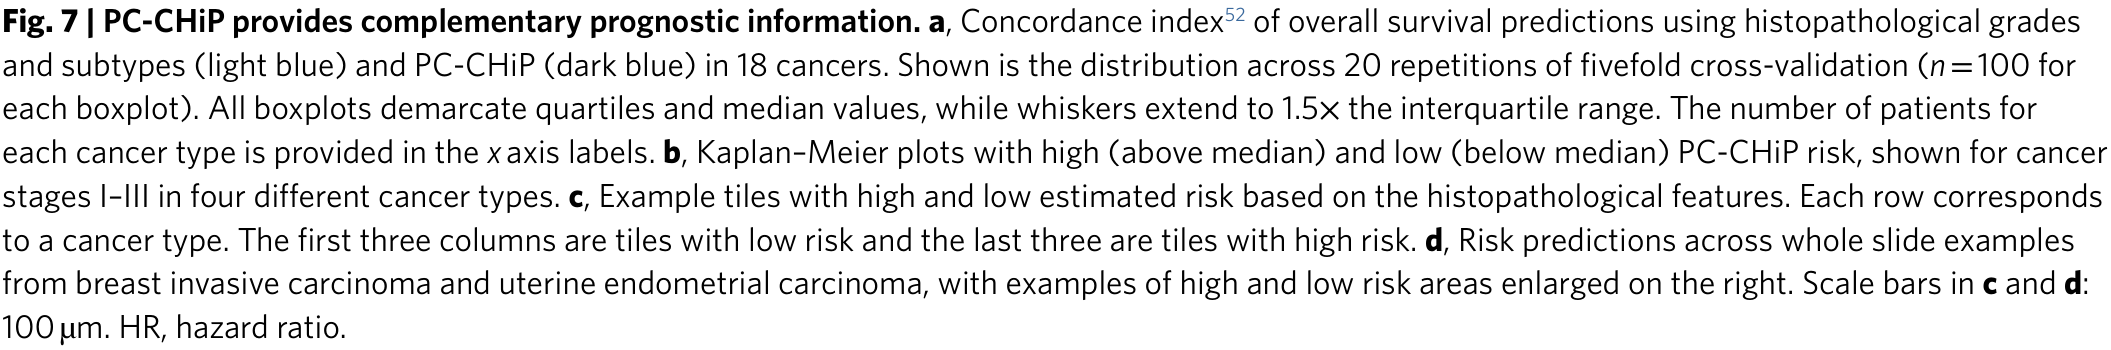 Fig. 7 | PC-CHiP provides complementary prognostic information. a, Concordance index52 of overall survival predictions using histopathological grades
and subtypes (light blue) and PC-CHiP (dark blue) in 18 cancers. Shown is the distribution across 20 repetitions of fivefold cross-validation (n = 100 for
each boxplot). All boxplots demarcate quartiles and median values, while whiskers extend to 1.5× the interquartile range. The number of patients for
each cancer type is provided in the x axis labels. b, Kaplan–Meier plots with high (above median) and low (below median) PC-CHiP risk, shown for cancer
stages I–III in four different cancer types. c, Example tiles with high and low estimated risk based on the histopathological features. Each row corresponds
to a cancer type. The first three columns are tiles with low risk and the last three are tiles with high risk. d, Risk predictions across whole slide examples
from breast invasive carcinoma and uterine endometrial carcinoma, with examples of high and low risk areas enlarged on the right. Scale bars in c and d:
100 μm. HR, hazard ratio.